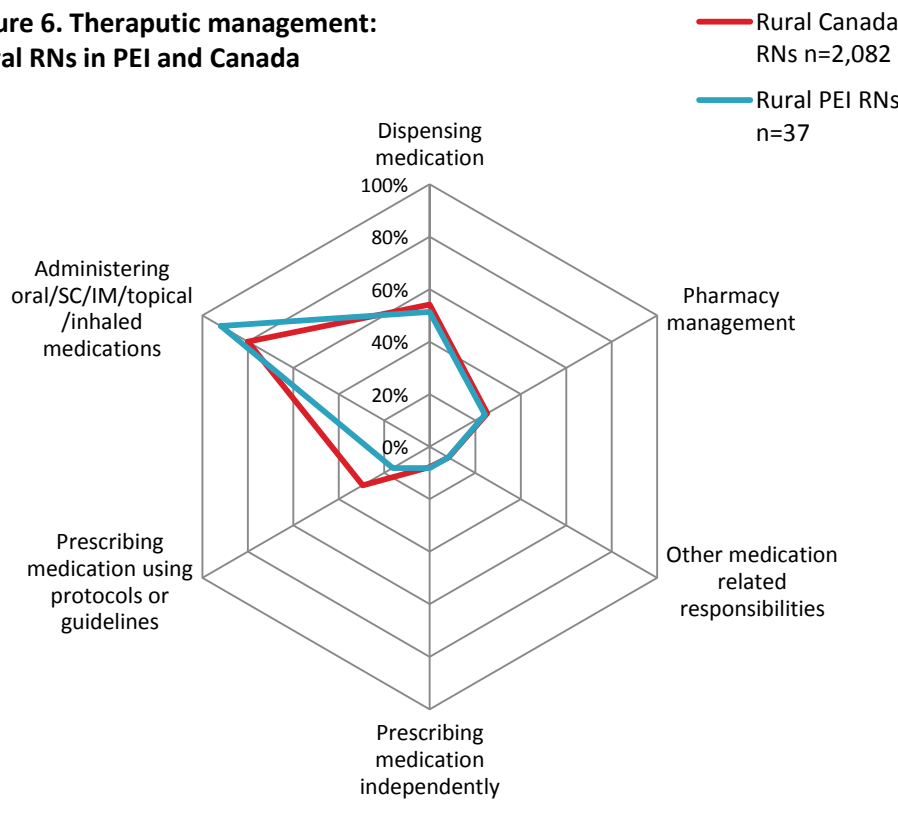 ure 6. Theraputic management:
ral RNs in PEI and Canada
Rural Canada
RNs n=2,082
Rural PEI RNs
n=37
Dispensing
medication
100%
80%
60%
40%
20%
0%
Pharmacy
management
Other medication
related
responsibilities
Prescribing
medication
independently
Prescribing
medication using
protocols or
guidelines
Administering
oral/SC/IM/topical
/inhaled
medications